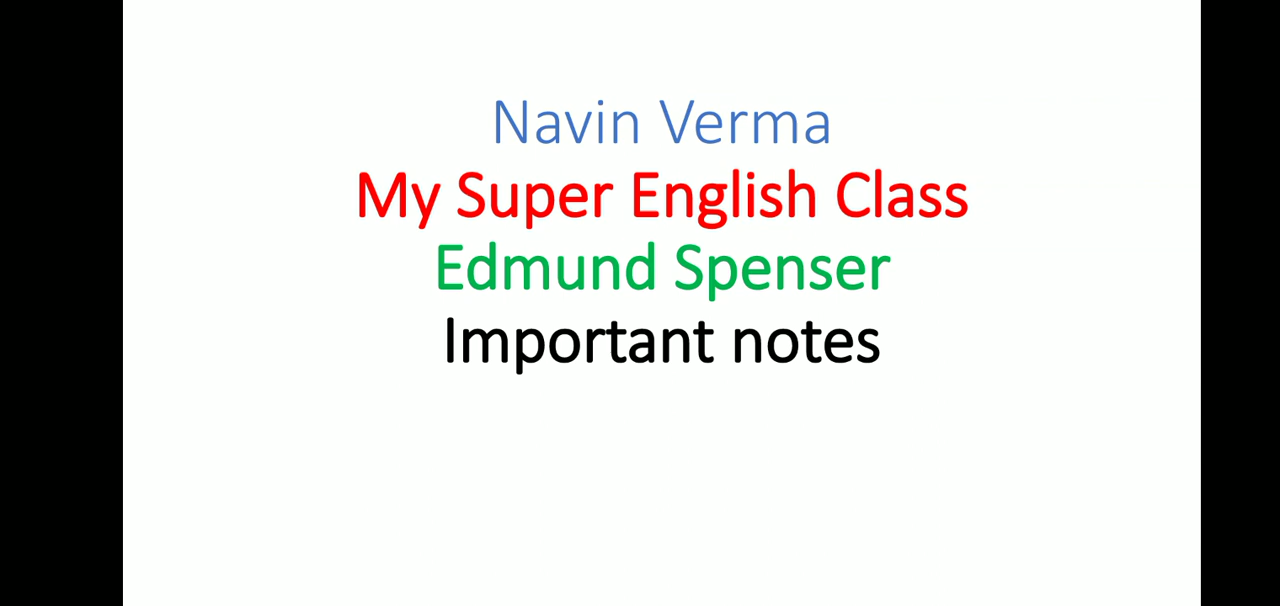 Navin Verma
My Super English Class
Edmund Spenser
Important notes